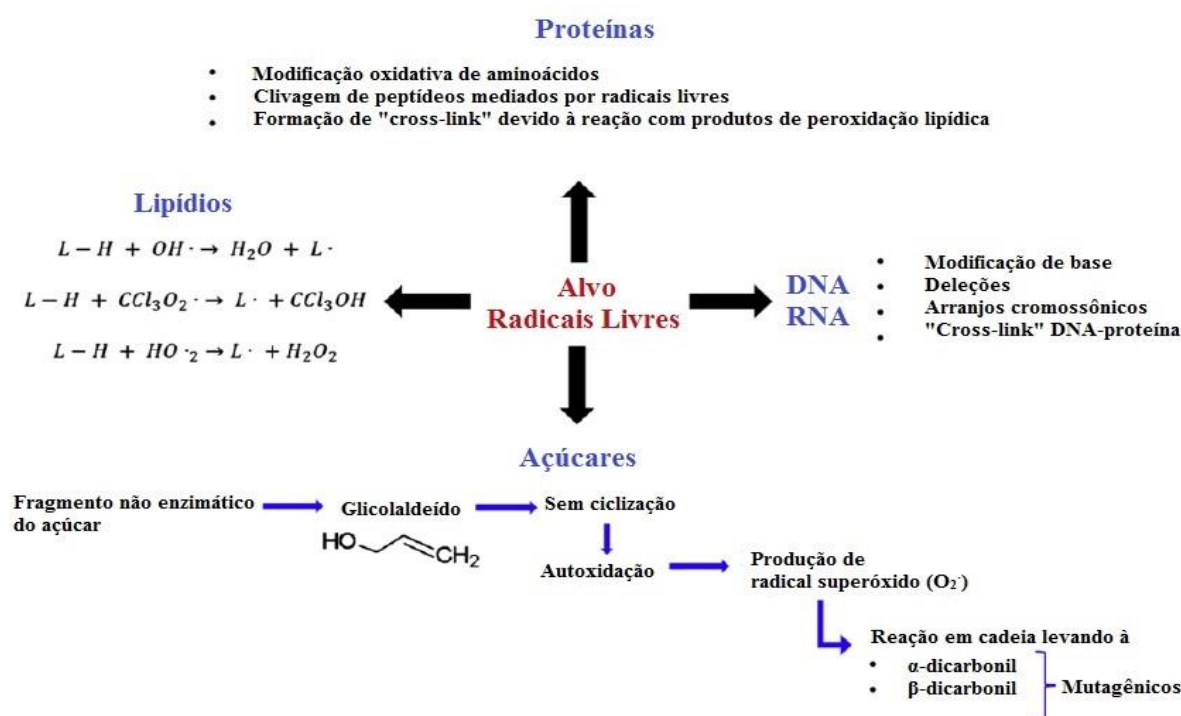 Proteínas
• Modificação oxidativa de aminoácidos
• Clivagem de peptídeos mediados por radicais livres
• Formação de "cross-link" devido à reação com produtos de peroxidação lipídica
Lipídios
L − H + OH · → H₂O + L ·
L − H + CCl₃O₂ · → L · + CCl₃OH
L − H + HO ·₂ → L · + H₂O₂
Alvo
Radicais Livres
DNA
RNA
• Modificação de base
• Deleções
• Arranjos cromossônicos
• "Cross-link" DNA-proteína
Açúcares
Fragmento não enzimático
do açúcar
Glicolaldeído
HO CH₂
Sem ciclização
Autoxidação
Produção de
radical superóxido (O₂·)
Reação em cadeia levando à
• α-dicarbonil
• β-dicarbonil
Mutagênicos